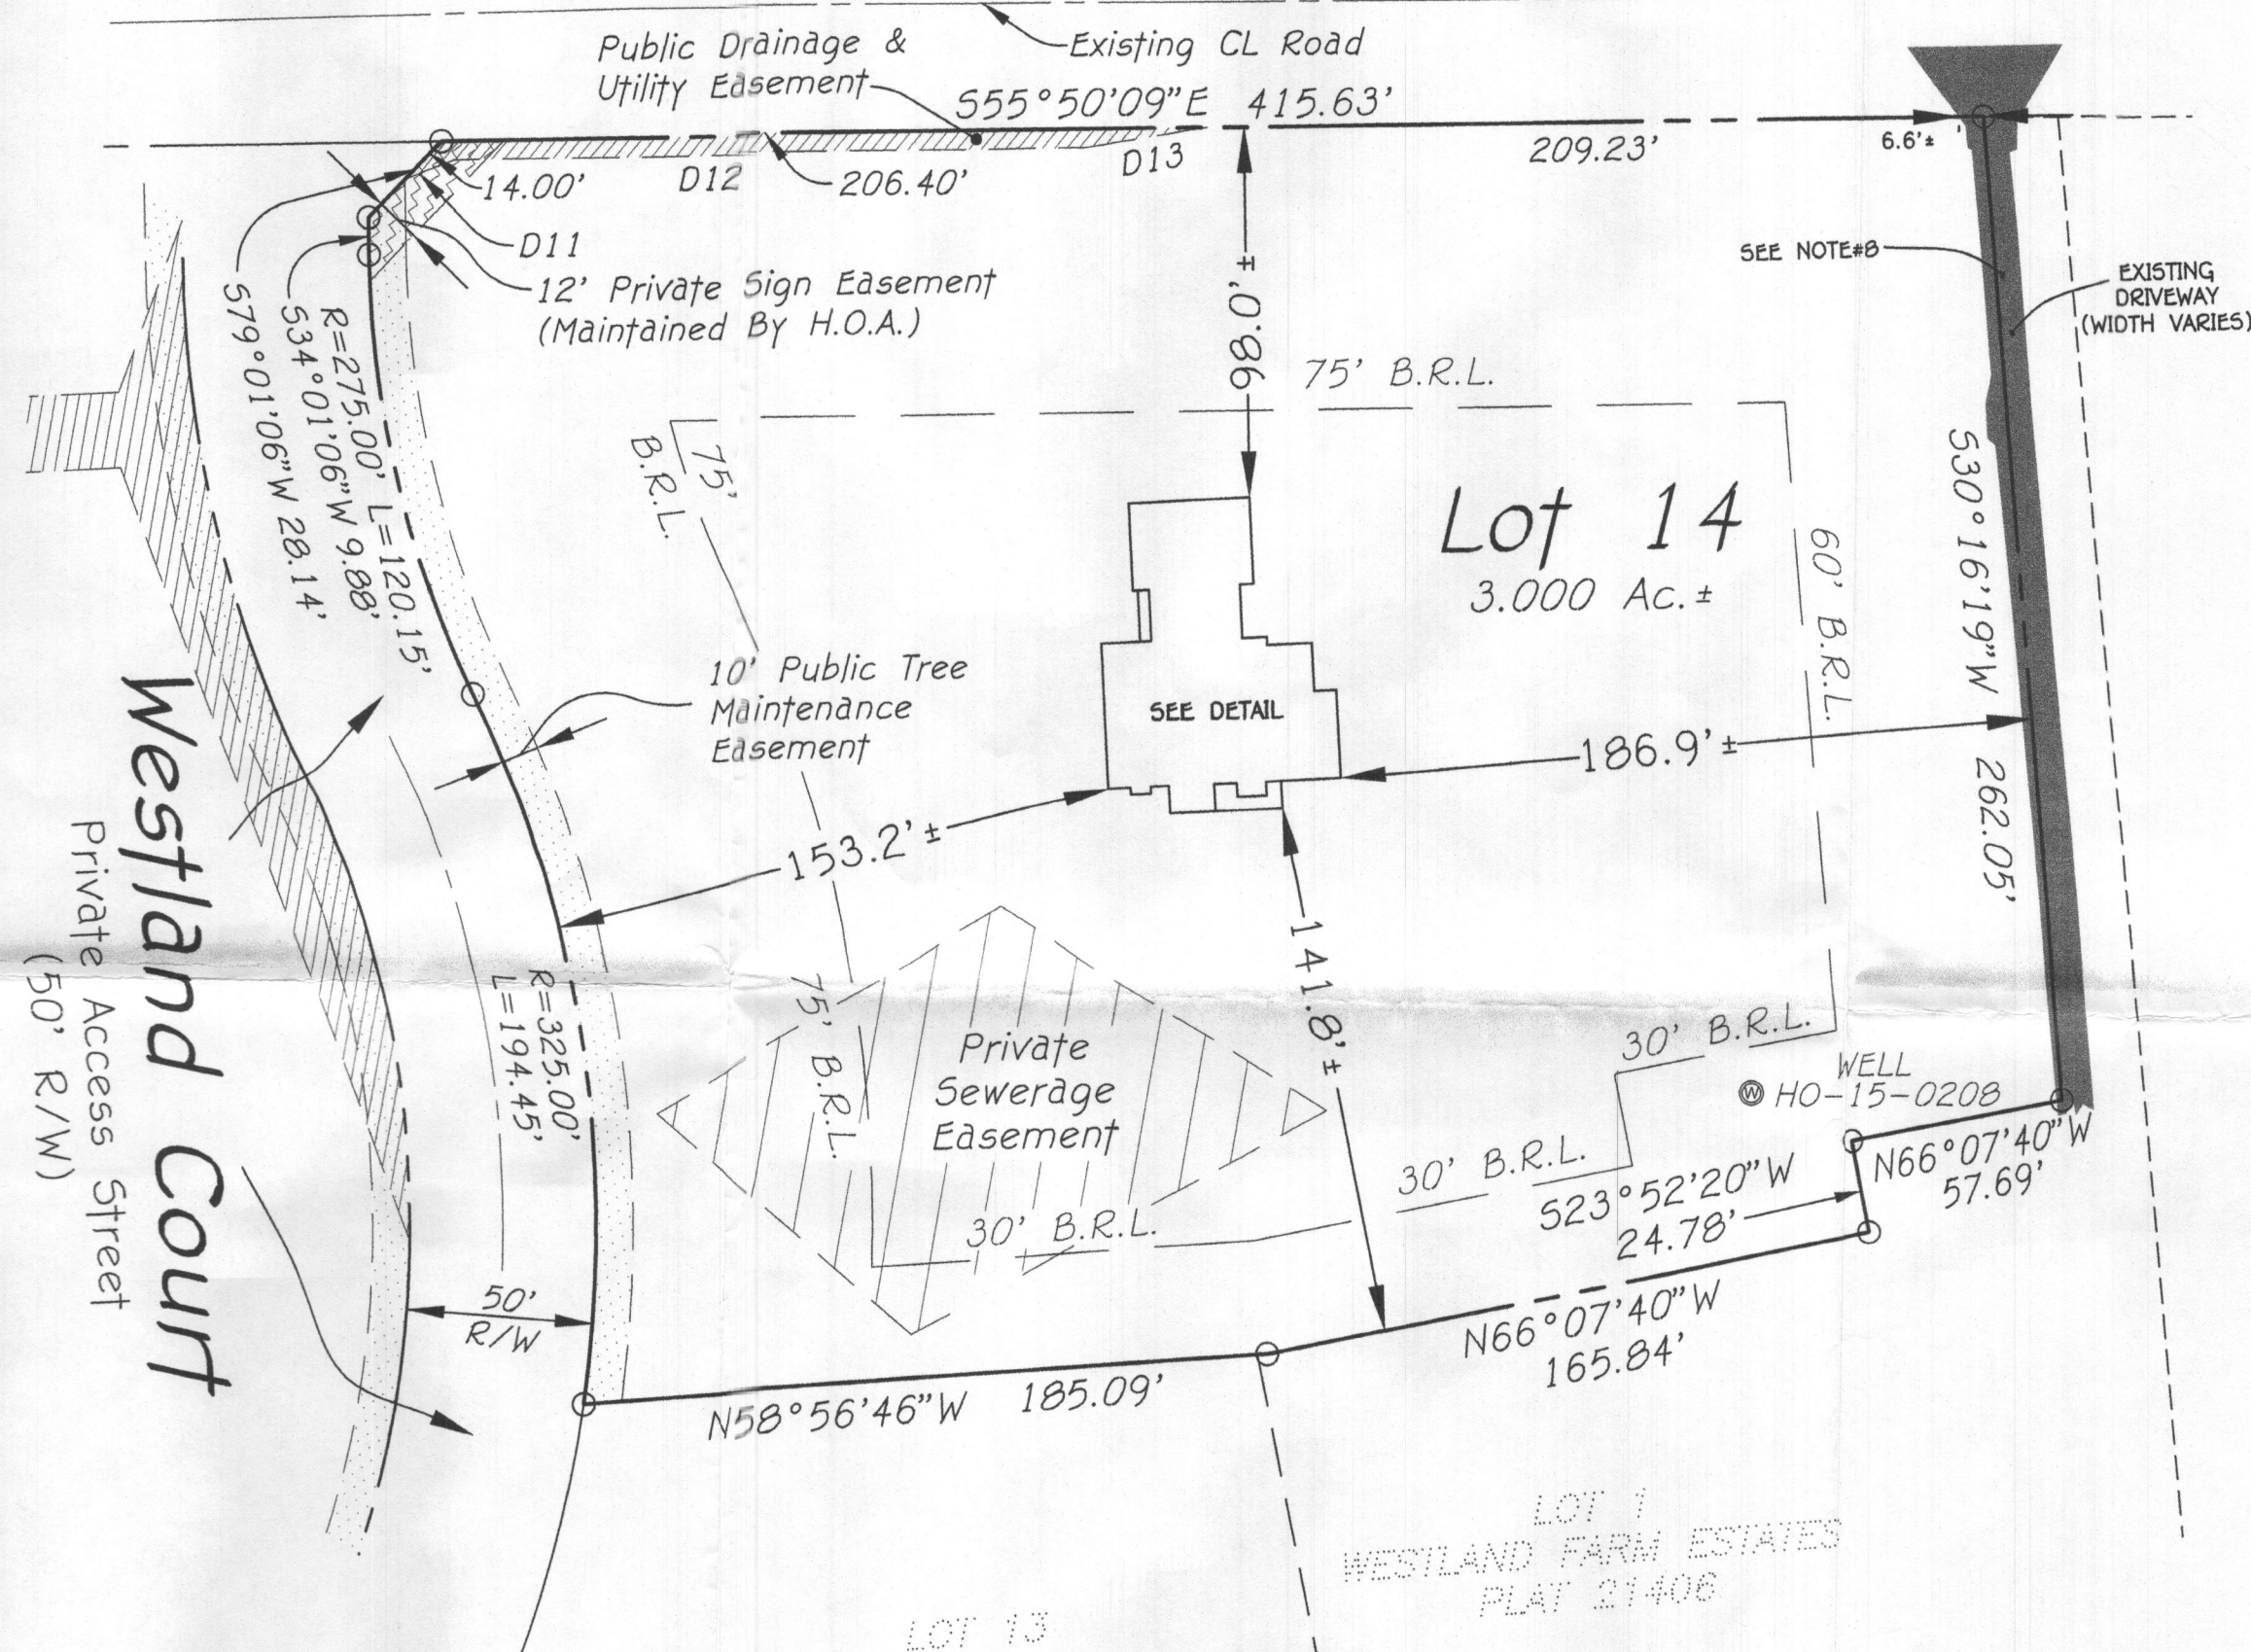 Public Drainage &
Utility Easement
Existing CL Road
S55°50'09"E 415.63'
14.00'
D12
206.40'
D13
209.23'
6.6'±
D11
12' Private Sign Easement
(Maintained By H.O.A.)
SEE NOTE#8
EXISTING
DRIVEWAY
(WIDTH VARIES)
98.0'±
R=275.00' L=120.15'
S34°01'06"W 9.88'
S79°01'06"W 28.14'
75' B.R.L.
75'
B.R.L.
Lot 14
3.000 Ac.±
60' B.R.L.
S30°16'19"W 262.05'
10' Public Tree
Maintenance
Easement
SEE DETAIL
186.9'±
153.2'±
141.8'±
Westland Court
Private Access Street
(50' R/W)
R=325.00'
L=194.45'
75' B.R.L.
Private
Sewerage
Easement
30' B.R.L.
WELL
Ⓦ HO-15-0208
30' B.R.L.
30' B.R.L.
S23°52'20"W
24.78'
N66°07'40"W
57.69'
50'
R/W
N66°07'40"W
165.84'
N58°56'46"W 185.09'
LOT 1
WESTLAND FARM ESTATES
PLAT 21406
LOT 13